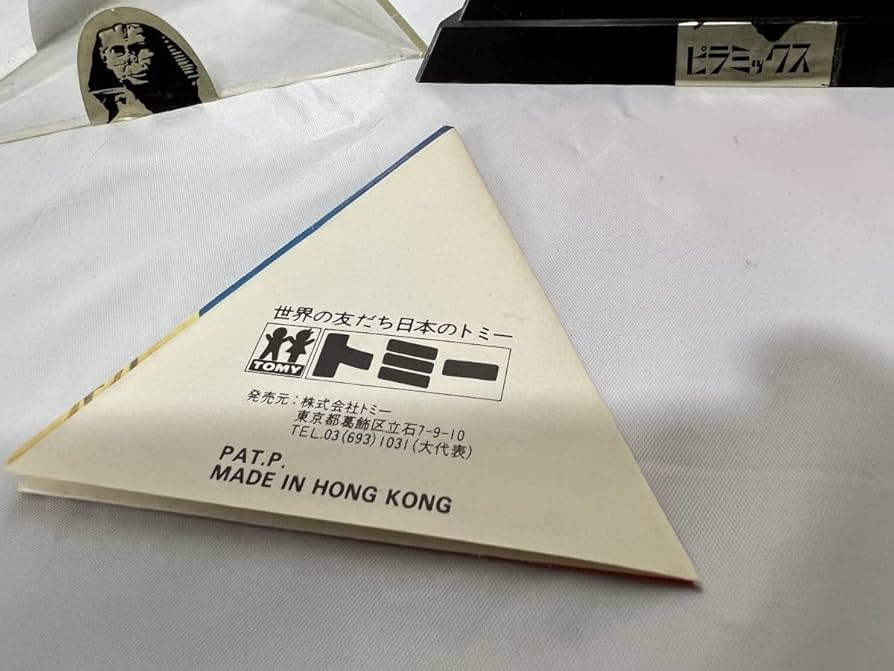 ピラミックス
世界の友だち日本のトミー
TOMY トミー
発売元:株式会社トミー
東京都葛飾区立石7-9-10
TEL.03(693)1031(大代表)
PAT.P.
MADE IN HONG KONG